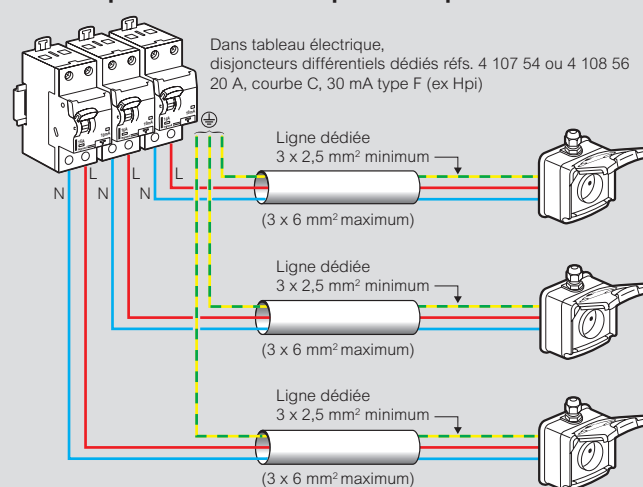 Dans tableau électrique,
disjoncteurs différentiels dédiés réfs. 4 107 54 ou 4 108 56
20 A, courbe C, 30 mA type F (ex Hpi)
Ligne dédiée
3 x 2,5 mm² minimum
L L L
N N N
(3 x 6 mm² maximum)
Ligne dédiée
3 x 2,5 mm² minimum
(3 x 6 mm² maximum)
Ligne dédiée
3 x 2,5 mm² minimum
(3 x 6 mm² maximum)